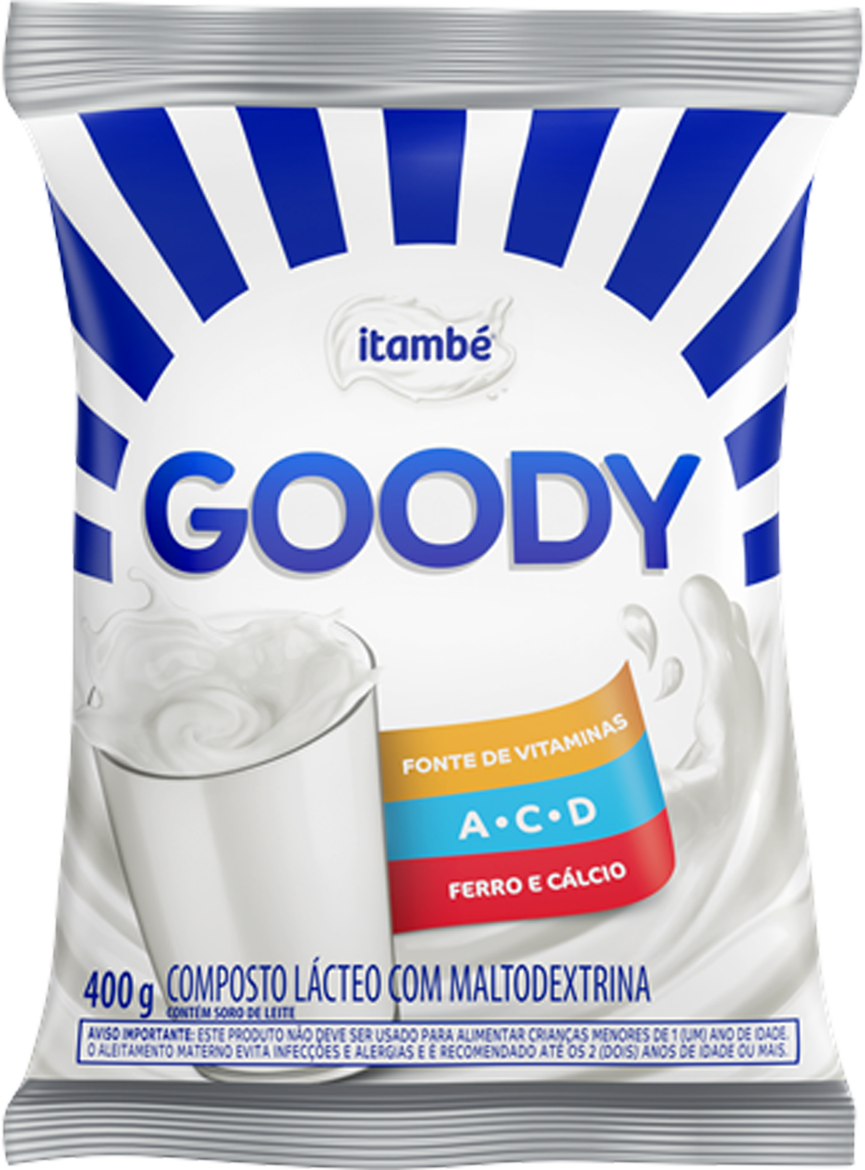 itambé
GOODY
FONTE DE VITAMINAS
A•C•D
FERRO E CÁLCIO
400 g COMPOSTO LÁCTEO COM MALTODEXTRINA
CONTÉM SORO DE LEITE
AVISO IMPORTANTE: ESTE PRODUTO NÃO DEVE SER USADO PARA ALIMENTAR CRIANÇAS MENORES DE 1 (UM) ANO DE IDADE.
O ALEITAMENTO MATERNO EVITA INFECÇÕES E ALERGIAS E É RECOMENDADO ATÉ OS 2 (DOIS) ANOS DE IDADE OU MAIS.